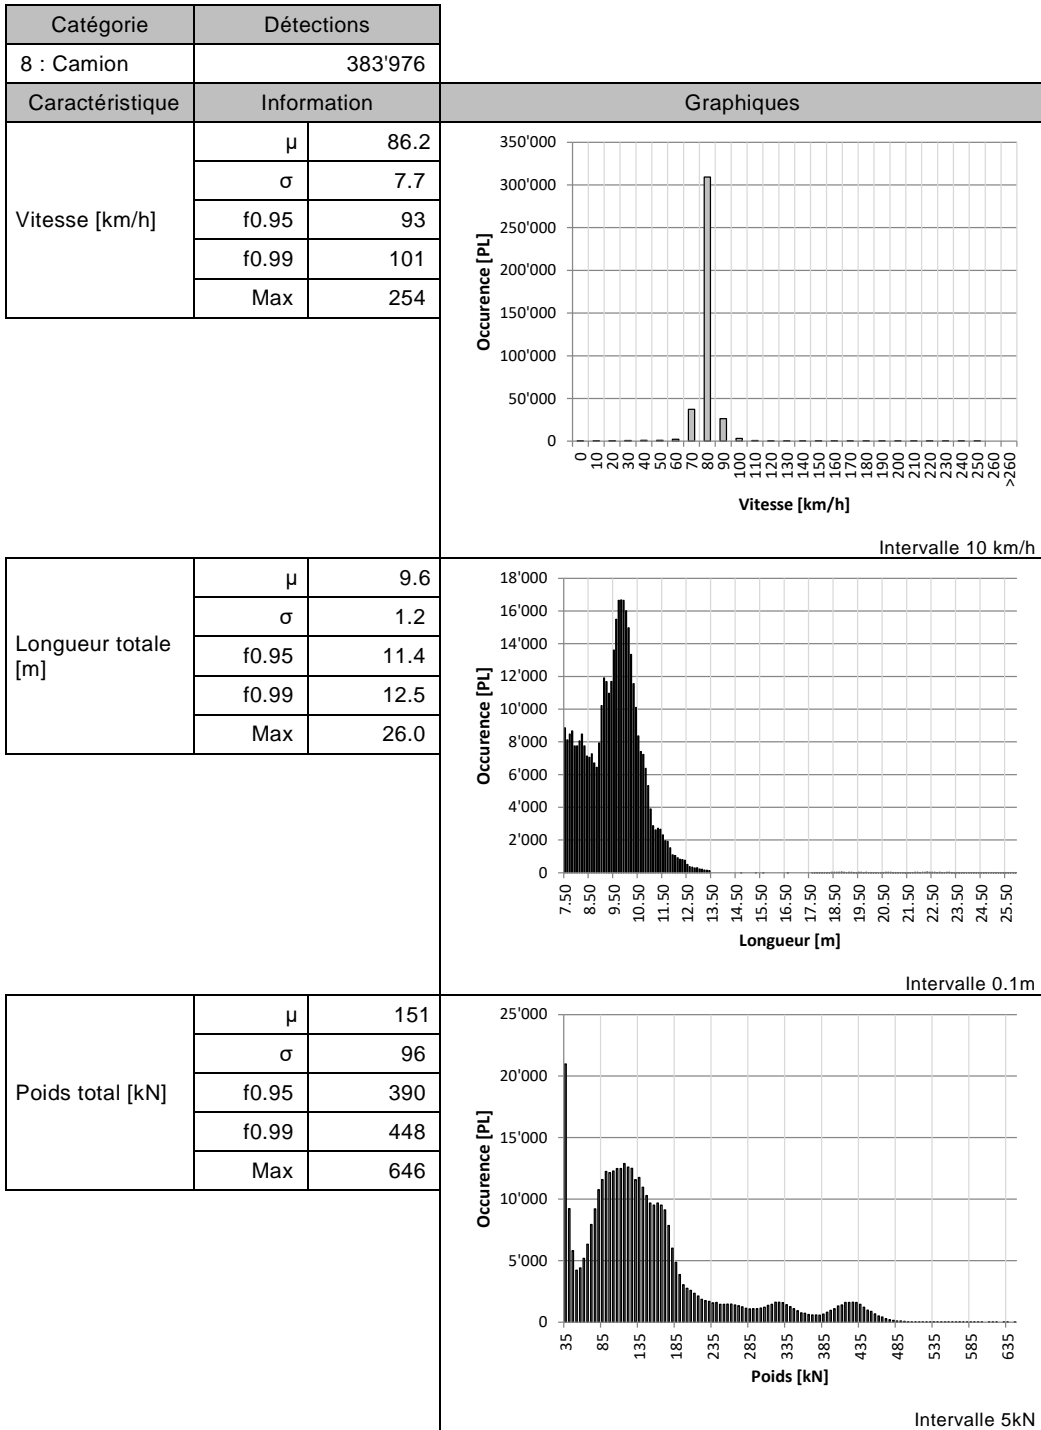 Catégorie Détections
8 : Camion 383'976
Caractéristique Information Graphiques
Vitesse [km/h]
µ 86.2
σ 7.7
f0.95 93
f0.99 101
Max 254
350'000
300'000
250'000
200'000
150'000
100'000
50'000
0
Occurence [PL]
0 10 20 30 40 50 60 70 80 90 100 110 120 130 140 150 160 170 180 190 200 210 220 230 240 250 260 >260
Vitesse [km/h]
Intervalle 10 km/h
Longueur totale
[m]
µ 9.6
σ 1.2
f0.95 11.4
f0.99 12.5
Max 26.0
18'000
16'000
14'000
12'000
10'000
8'000
6'000
4'000
2'000
0
Occurence [PL]
7.50 8.50 9.50 10.50 11.50 12.50 13.50 14.50 15.50 16.50 17.50 18.50 19.50 20.50 21.50 22.50 23.50 24.50 25.50
Longueur [m]
Intervalle 0.1m
Poids total [kN]
µ 151
σ 96
f0.95 390
f0.99 448
Max 646
25'000
20'000
15'000
10'000
5'000
0
Occurence [PL]
35 85 135 185 235 285 335 385 435 485 535 585 635
Poids [kN]
Intervalle 5kN